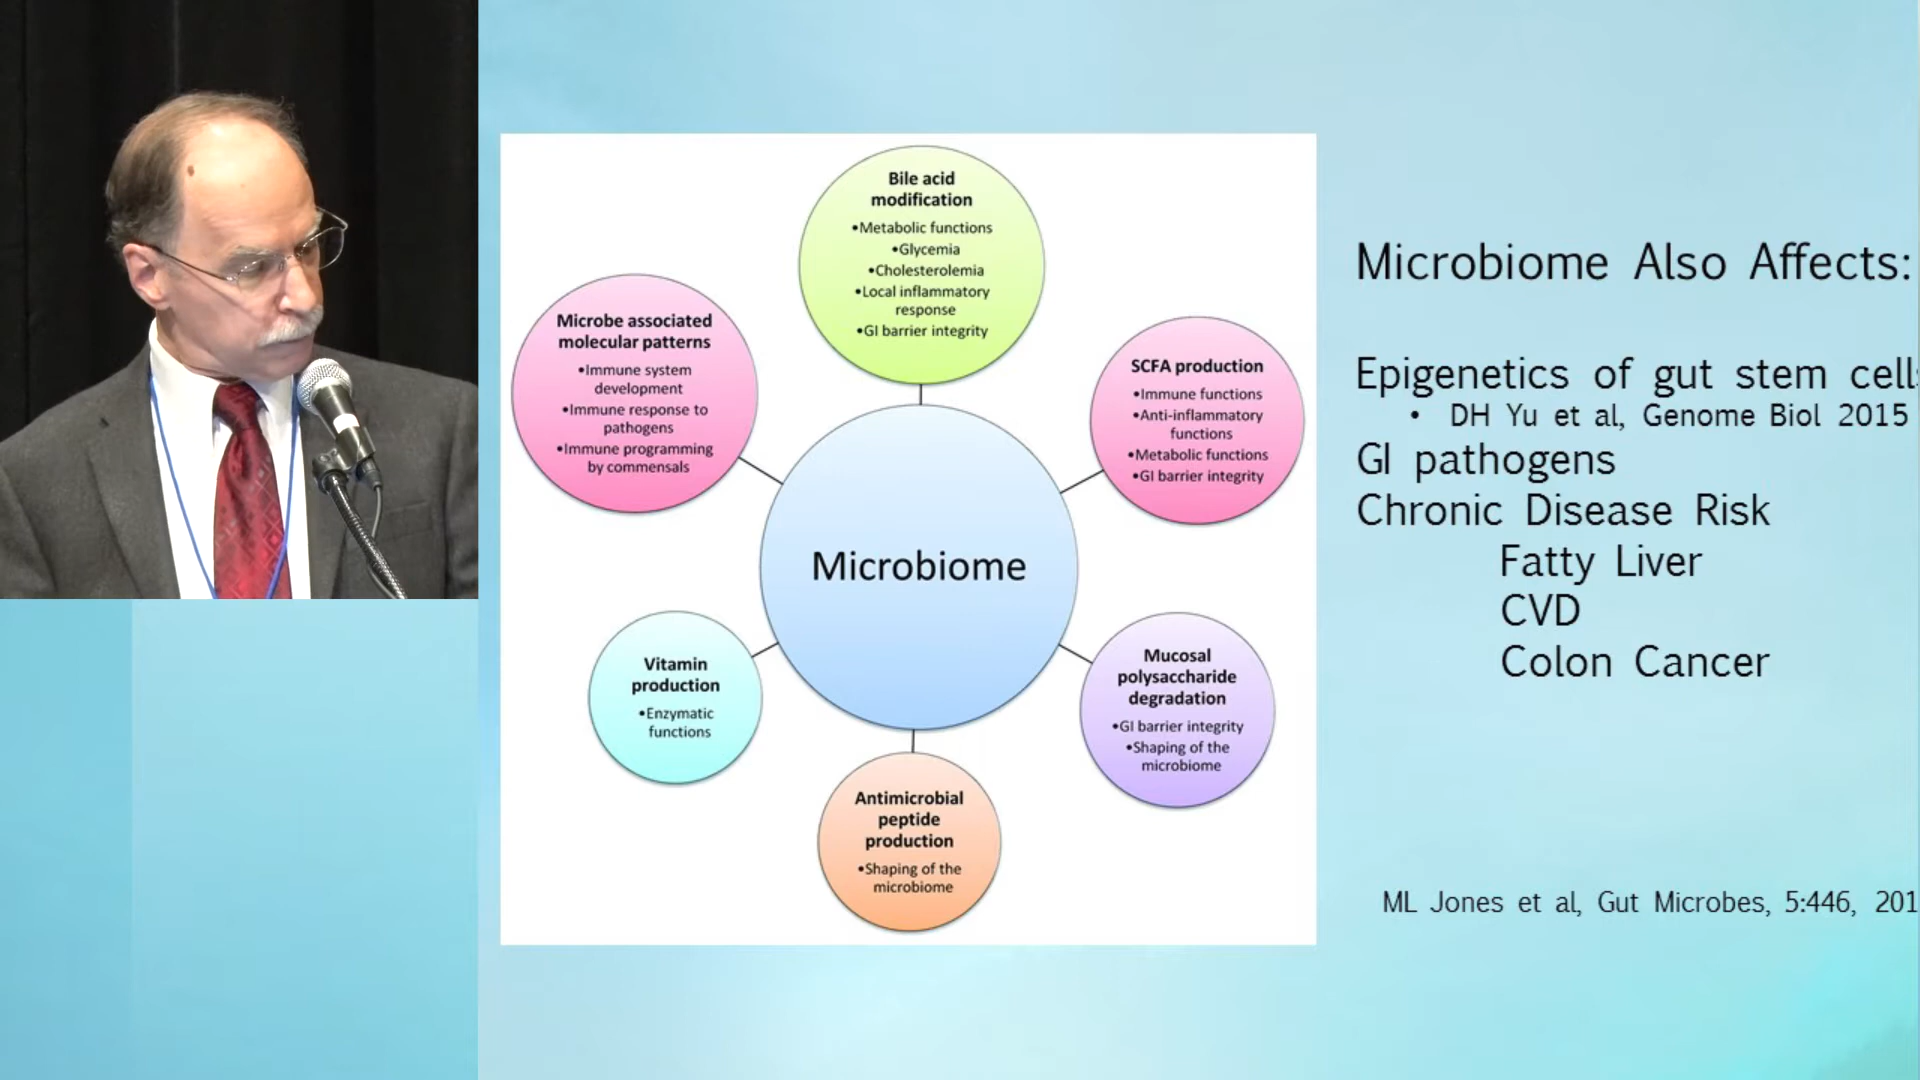 Bile acid
modification
•Metabolic functions
•Glycemia
•Cholesterolemia
•Local inflammatory
response
•GI barrier integrity
Microbe associated
molecular patterns
•Immune system
development
•Immune response to
pathogens
•Immune programming
by commensals
SCFA production
•Immune functions
•Anti-inflammatory
functions
•Metabolic functions
•GI barrier integrity
Microbiome
Vitamin
production
•Enzymatic
functions
Mucosal
polysaccharide
degradation
•GI barrier integrity
•Shaping of the
microbiome
Antimicrobial
peptide
production
•Shaping of the
microbiome
Microbiome Also Affects:
Epigenetics of gut stem cells
• DH Yu et al, Genome Biol 2015
GI pathogens
Chronic Disease Risk
Fatty Liver
CVD
Colon Cancer
ML Jones et al, Gut Microbes, 5:446, 201